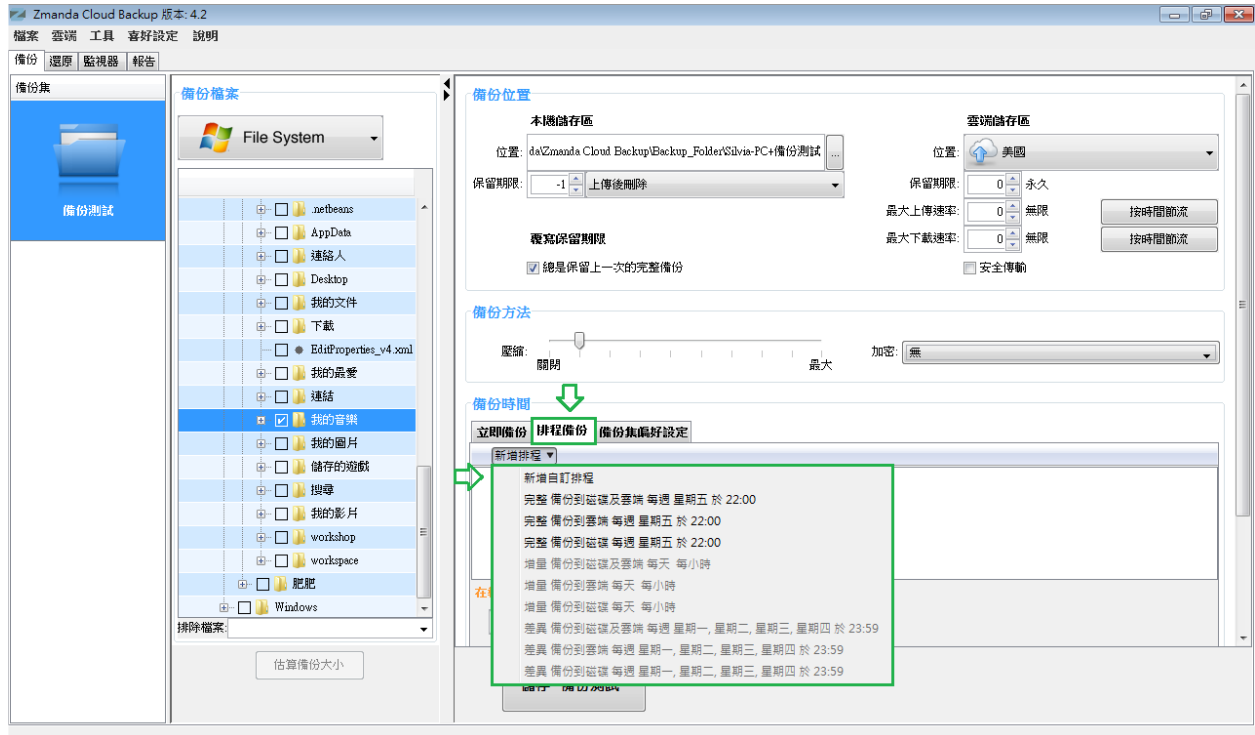 Zmanda Cloud Backup 版本: 4.2
檔案 雲端 工具 喜好設定 說明
備份 還原 監視器 報告
備份集
備份測試
備份檔案
File System
.netbeans
AppData
連絡人
Desktop
我的文件
下載
EditProperties_v4.xml
我的最愛
連結
我的音樂
我的圖片
儲存的遊戲
搜尋
我的影片
workshop
workspace
肥肥
Windows
排除檔案:
估算備份大小
備份位置
本機儲存區
位置: da\Zmanda Cloud Backup\Backup_Folder\Silvia-PC+備份測試 ...
保留期限: -1 上傳後刪除
覆寫保留期限
總是保留上一次的完整備份
雲端儲存區
位置: 美國
保留期限: 0 永久
最大上傳速率: 0 無限 按時間節流
最大下載速率: 0 無限 按時間節流
安全傳輸
備份方法
壓縮:
關閉 最大
加密: 無
備份時間
立即備份 排程備份 備份集偏好設定
新增排程 ▼
新增自訂排程
完整 備份到磁碟及雲端 每週 星期五 於 22:00
完整 備份到雲端 每週 星期五 於 22:00
完整 備份到磁碟 每週 星期五 於 22:00
增量 備份到磁碟及雲端 每天 每小時
增量 備份到雲端 每天 每小時
增量 備份到磁碟 每天 每小時
差異 備份到磁碟及雲端 每週 星期一, 星期二, 星期三, 星期四 於 23:59
差異 備份到雲端 每週 星期一, 星期二, 星期三, 星期四 於 23:59
差異 備份到磁碟 每週 星期一, 星期二, 星期三, 星期四 於 23:59
在
儲存 "備份測試"